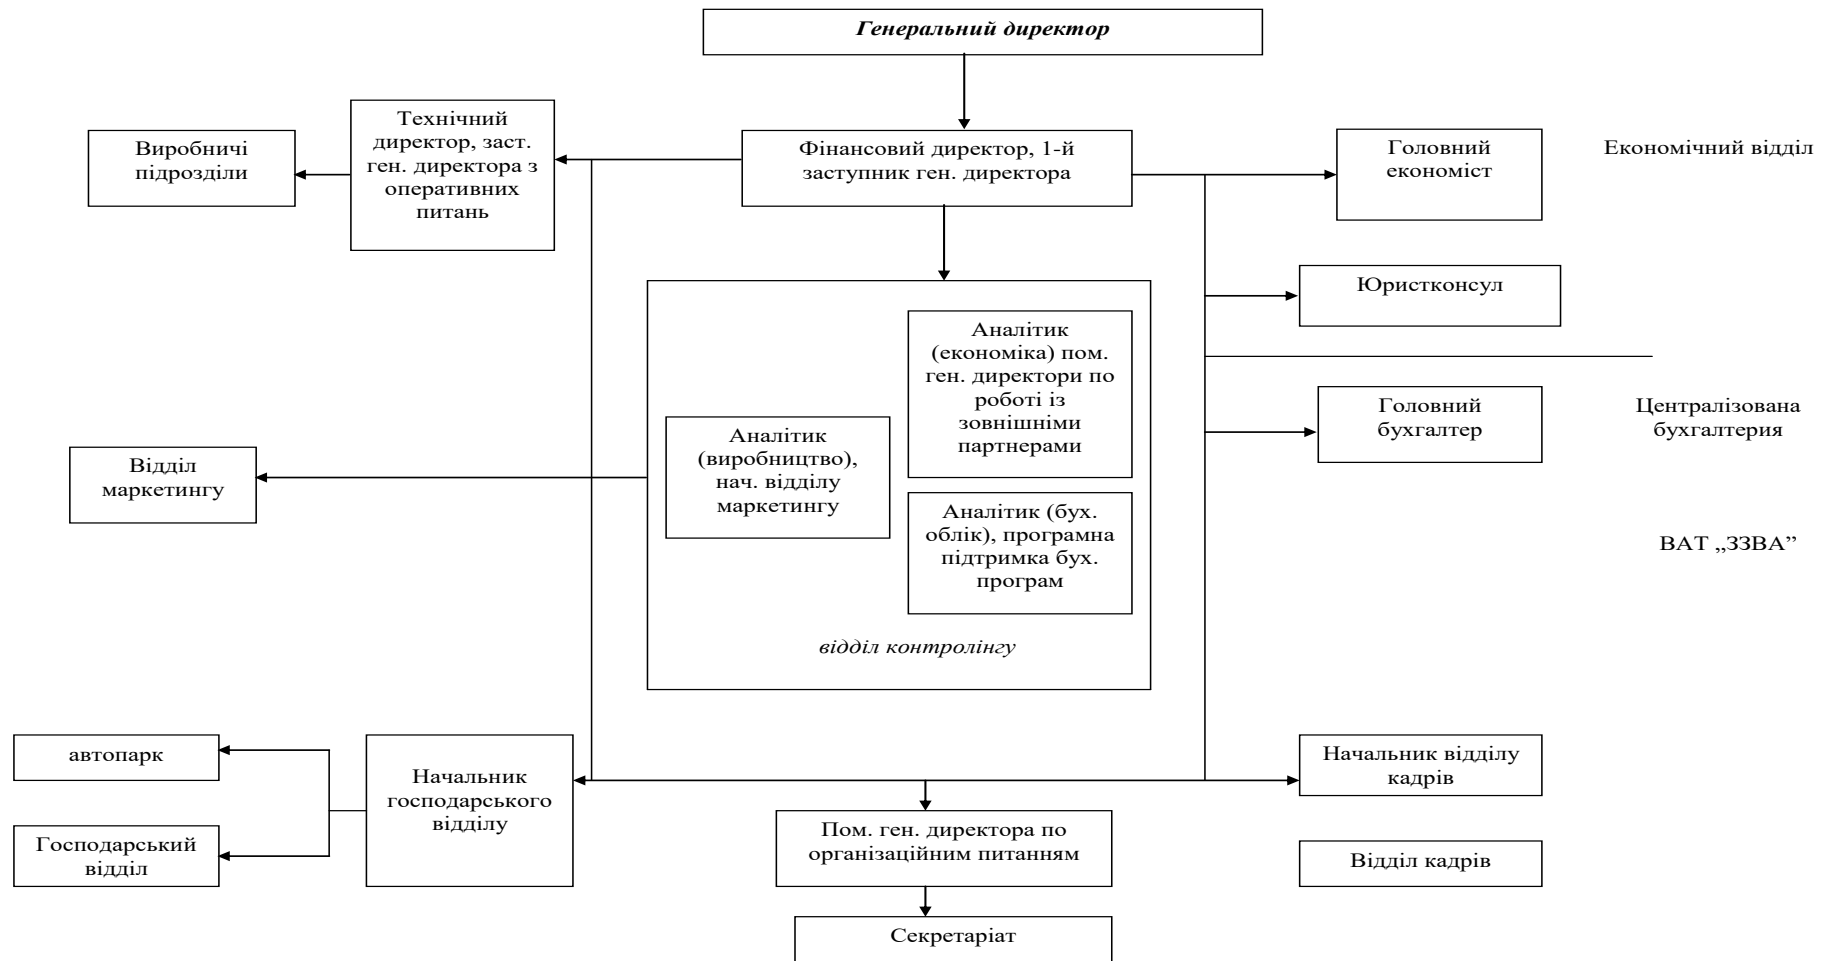 Генеральний директор
Технічний
директор, заст.
ген. директора з
оперативних
питань
Виробничі
підрозділи
Фінансовий директор, 1-й
заступник ген. директора
Головний
економіст
Економічний відділ
Юристконсул
Аналітик
(економіка) пом.
ген. директори по
роботі із
зовнішніми
партнерами
Головний
бухгалтер
Централізована
бухгалтерия
Аналітик
(виробництво),
нач. відділу
маркетингу
Відділ
маркетингу
Аналітик (бух.
облік), програмна
підтримка бух.
програм
ВАТ „ЗЗВА”
відділ контролінгу
автопарк
Начальник
господарського
відділу
Начальник відділу
кадрів
Господарський
відділ
Пом. ген. директора по
організаційним питанням
Відділ кадрів
Секретаріат